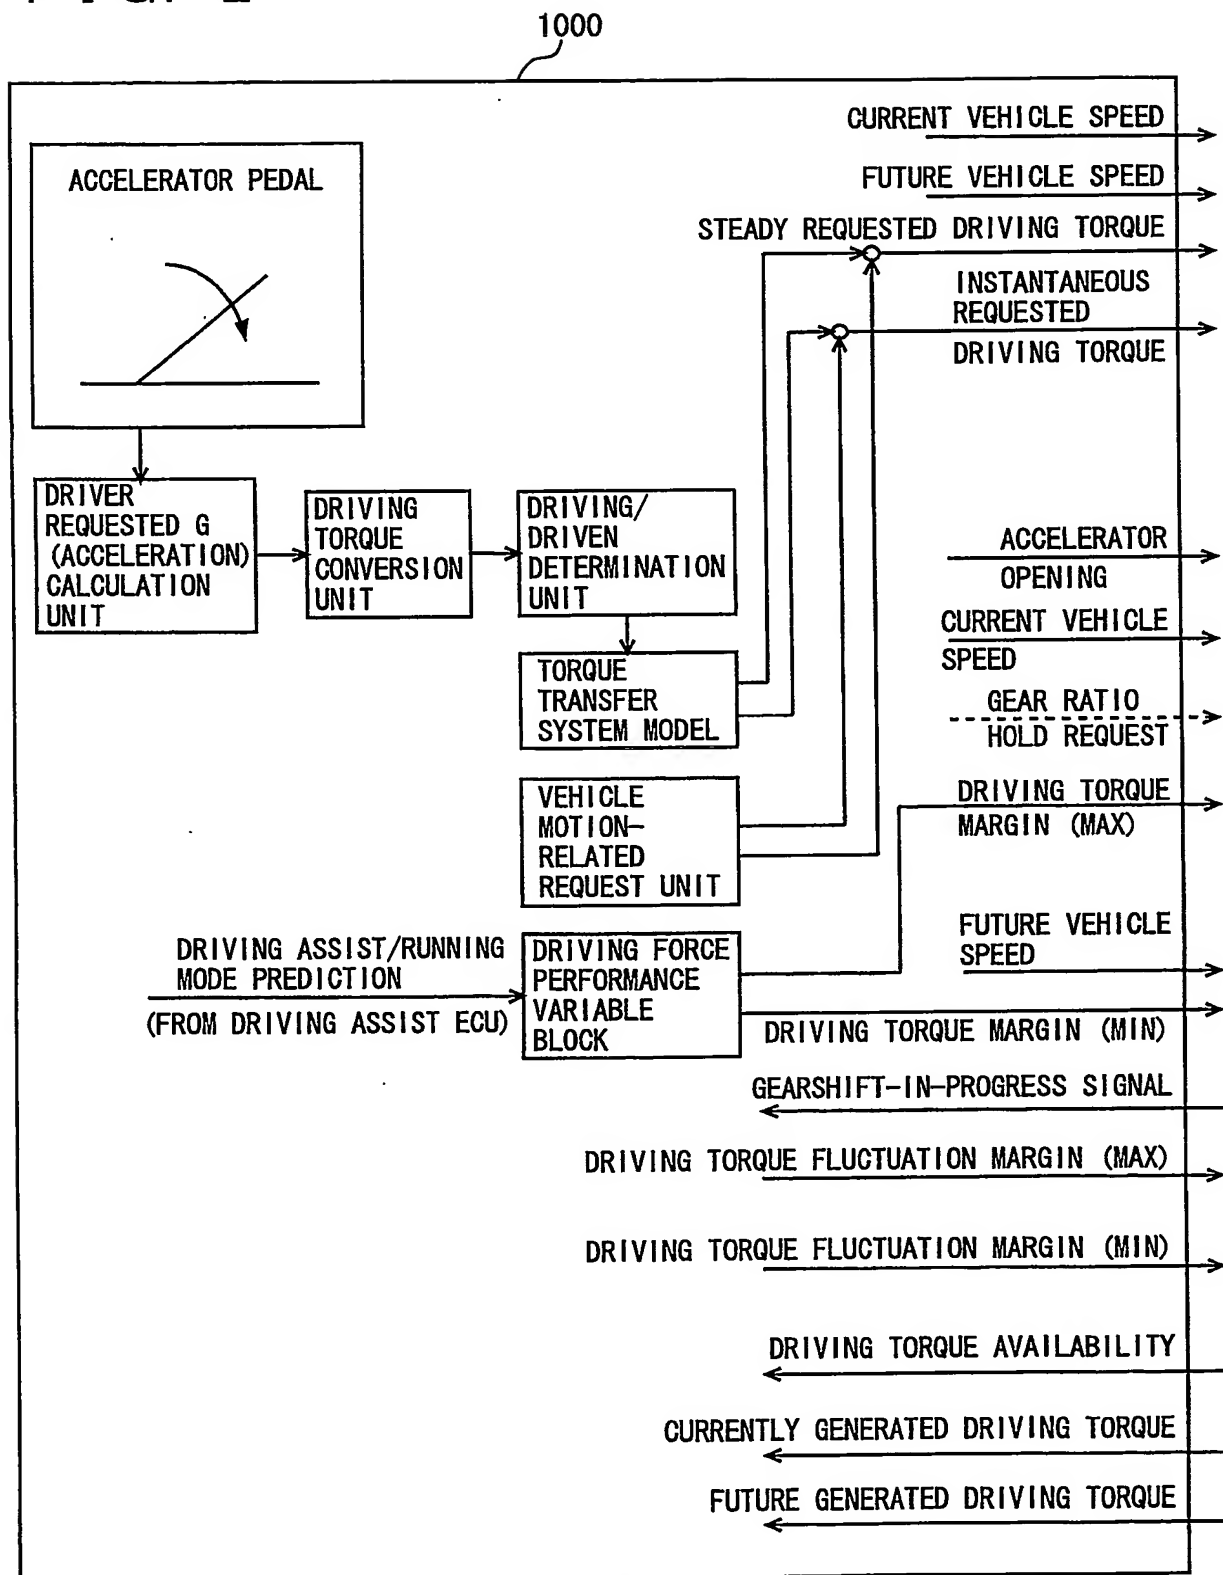 1000
CURRENT VEHICLE SPEED
ACCELERATOR PEDAL
FUTURE VEHICLE SPEED
STEADY REQUESTED DRIVING TORQUE
INSTANTANEOUS
REQUESTED
DRIVING TORQUE
DRIVER
REQUESTED G
(ACCELERATION)
CALCULATION
UNIT
DRIVING
TORQUE
CONVERSION
UNIT
DRIVING/
DRIVEN
DETERMINATION
UNIT
ACCELERATOR
OPENING
CURRENT VEHICLE
SPEED
TORQUE
TRANSFER
SYSTEM MODEL
GEAR RATIO
HOLD REQUEST
VEHICLE
MOTION-
RELATED
REQUEST UNIT
DRIVING TORQUE
MARGIN (MAX)
DRIVING ASSIST/RUNNING
MODE PREDICTION
(FROM DRIVING ASSIST ECU)
DRIVING FORCE
PERFORMANCE
VARIABLE
BLOCK
FUTURE VEHICLE
SPEED
DRIVING TORQUE MARGIN (MIN)
GEARSHIFT-IN-PROGRESS SIGNAL
DRIVING TORQUE FLUCTUATION MARGIN (MAX)
DRIVING TORQUE FLUCTUATION MARGIN (MIN)
DRIVING TORQUE AVAILABILITY
CURRENTLY GENERATED DRIVING TORQUE
FUTURE GENERATED DRIVING TORQUE